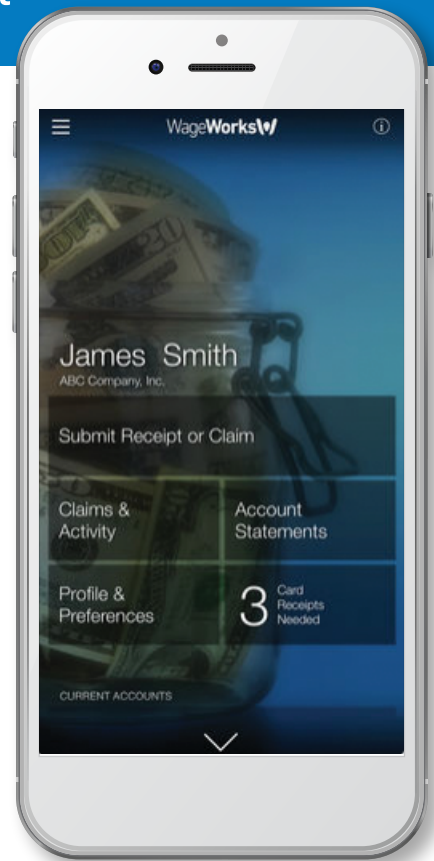 WageWorks
James Smith
ABC Company, Inc.
Submit Receipt or Claim
Claims &
Activity
Account
Statements
Profile &
Preferences
3 Card
Receipts
Needed
CURRENT ACCOUNTS